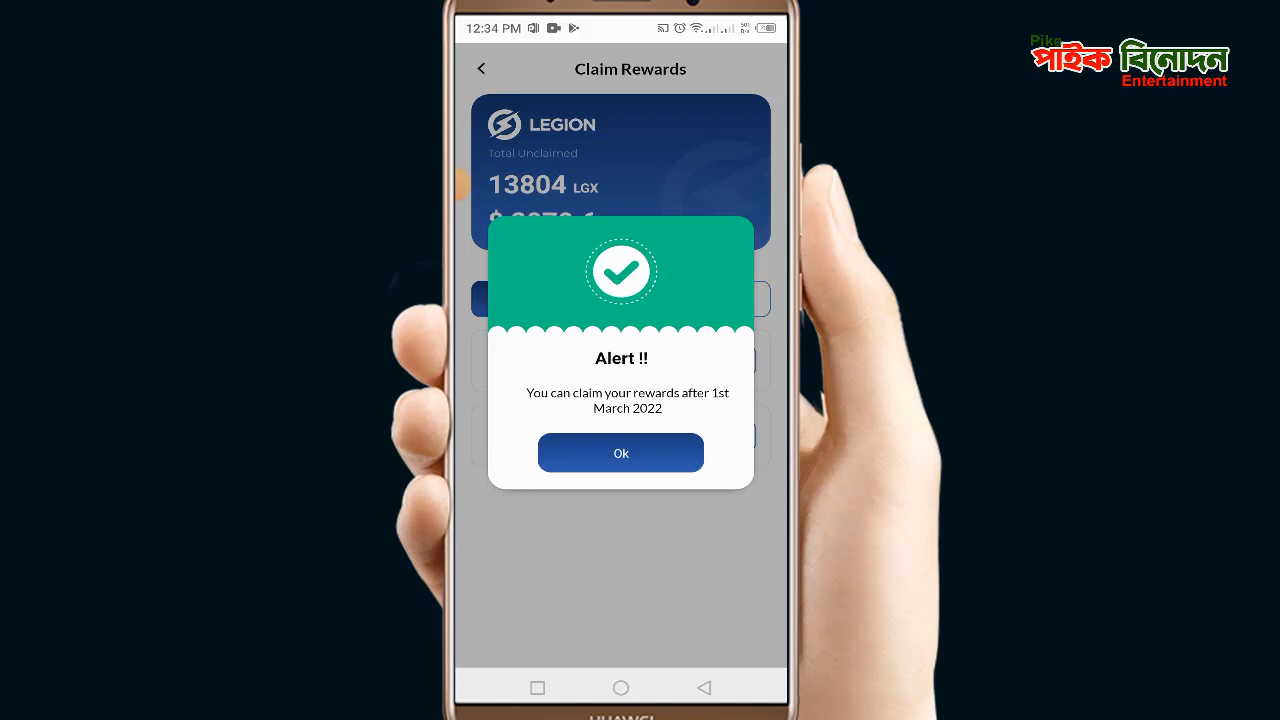 12:34 PM
Claim Rewards
LEGION
Total Unclaimed
13804 LGX
Alert !!
You can claim your rewards after 1st
March 2022
Ok
HUAWEI
Pike
পাইক বিনোদন
Entertainment